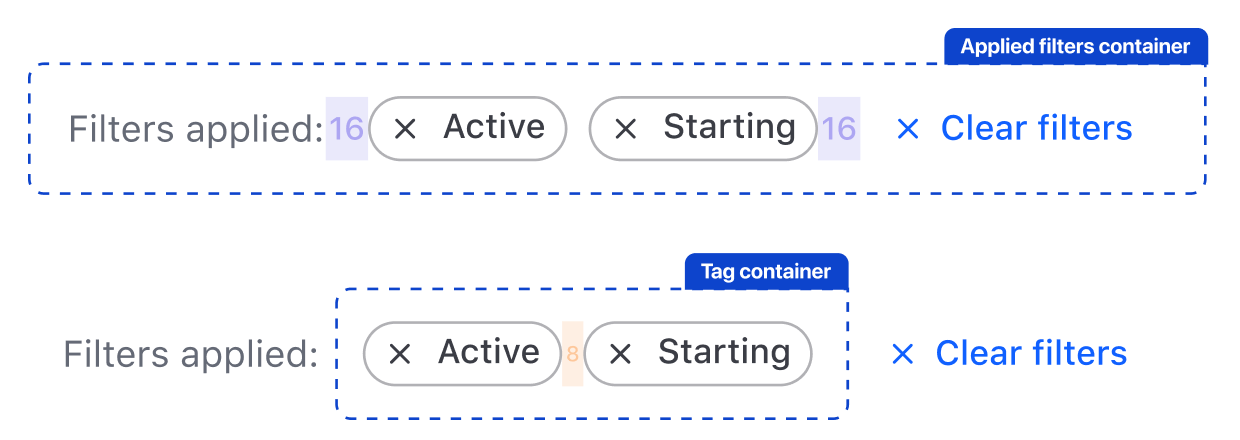 Applied filters container
Filters applied: 16 Active Starting 16 Clear filters
Tag container
Filters applied: Active 8 Starting Clear filters